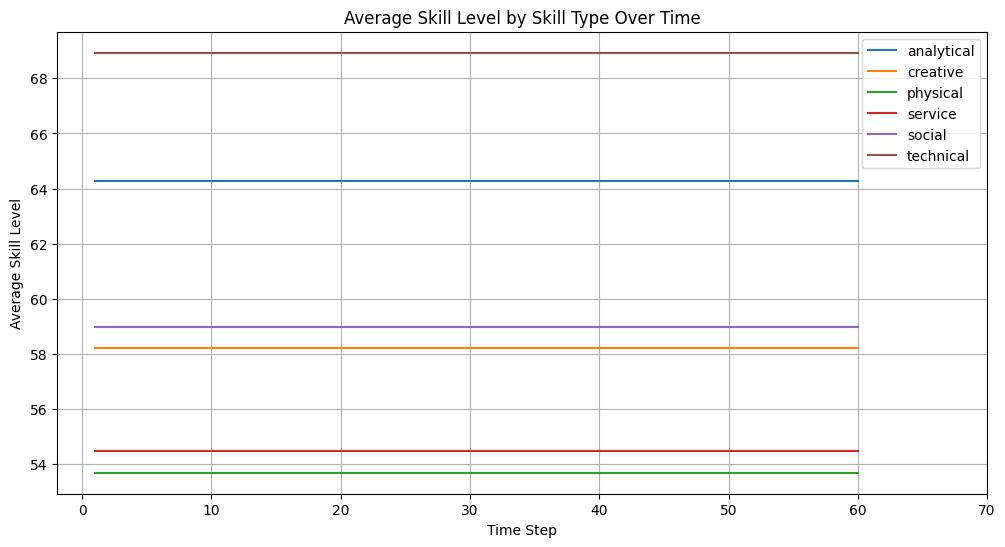 Average Skill Level by Skill Type Over Time
analytical
creative
physical
service
social
technical
Average Skill Level
68
66
64
62
60
58
56
54
0 10 20 30 40 50 60 70
Time Step